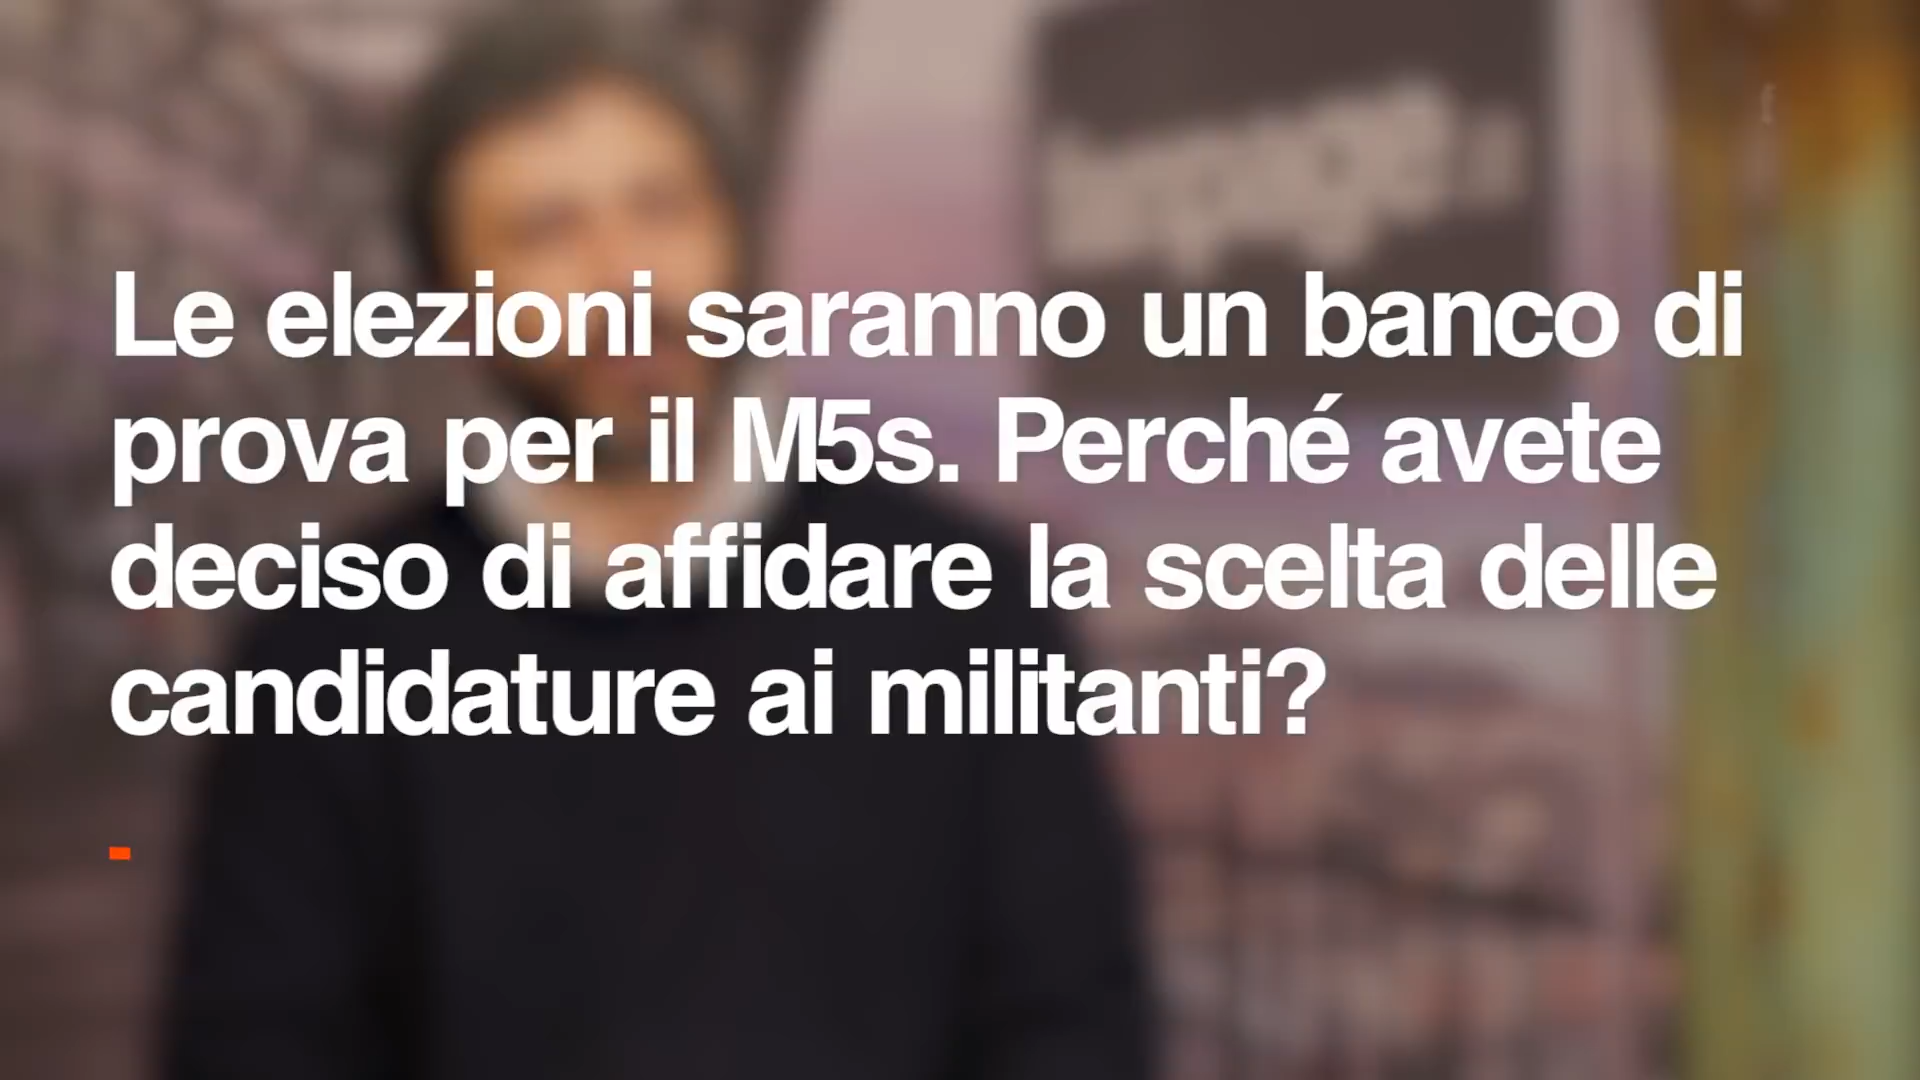 Le elezioni saranno un banco di
prova per il M5s. Perché avete
deciso di affidare la scelta delle
candidature ai militanti?